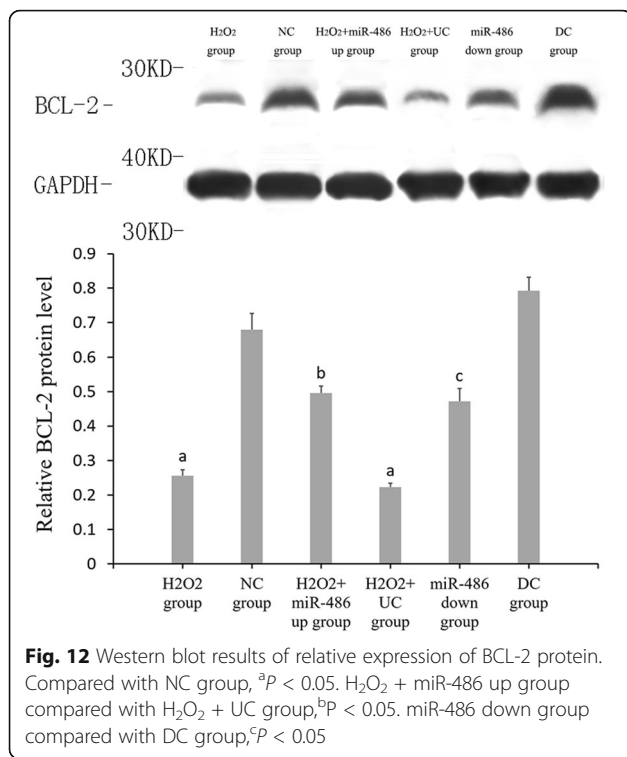 H₂O₂ group
NC group
H₂O₂+miR-486 up group
H₂O₂+UC group
miR-486 down group
DC group
30KD-
BCL-2-
40KD-
GAPDH-
30KD-
Relative BCL-2 protein level
0.9
0.8
0.7
0.6
0.5
0.4
0.3
0.2
0.1
0
a
b
a
c
H2O2 group
NC group
H2O2+ miR-486 up group
H2O2+ UC group
miR-486 down group
DC group
Fig. 12 Western blot results of relative expression of BCL-2 protein.
Compared with NC group, ᵃP < 0.05. H₂O₂ + miR-486 up group
compared with H₂O₂ + UC group,ᵇP < 0.05. miR-486 down group
compared with DC group,ᶜP < 0.05